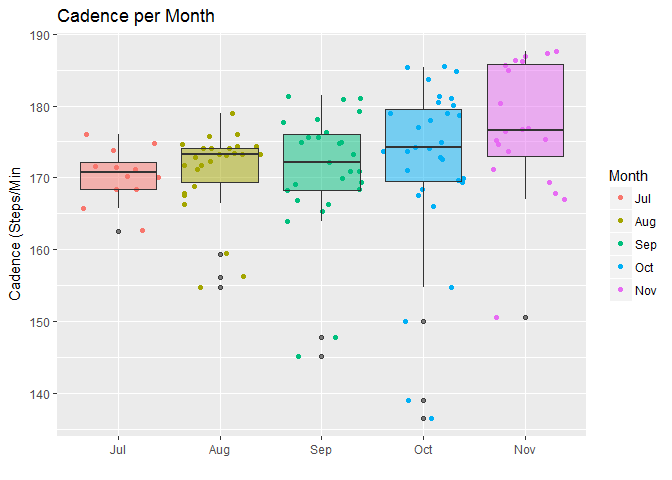 Cadence per Month
Cadence (Steps/Min
190
180
170
160
150
140
Jul
Aug
Sep
Oct
Nov
Month
Jul
Aug
Sep
Oct
Nov